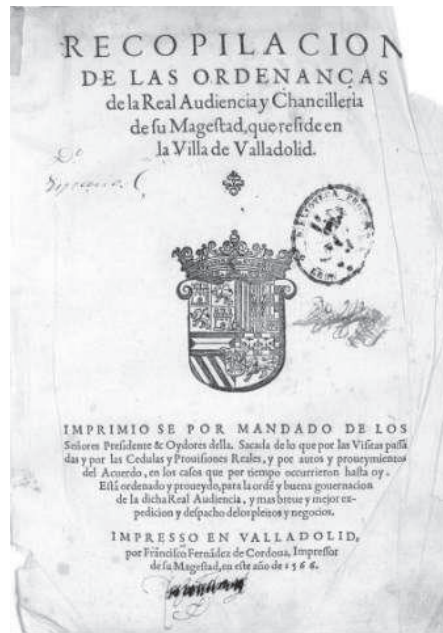 RECOPILACION
DE LAS ORDENANÇAS
de la Real Audiencia y Chancilleria
de su Magestad, que reside en
la Villa de Valladolid.
De
IMPRIMIO SE POR MANDADO DE LOS
Señores Presidente & Oydores della. Sacada de lo que por las Visitas passa
das y por las Cedulas y Prouisiones Reales, y por autos y proueymientos
del Acuerdo, en los casos que por tiempo occurrieron hasta oy.
Está ordenado y proueydo, para la ordē y buena gouernacion
de la dicha Real Audiencia, y mas breue y mejor ex-
pedicion y despacho delos pleitos y negocios.
IMPRESSO EN VALLADOLID,
por Frãcisco Fernãdez de Cordoua, Impressor
de su Magestad, en este año de 1566.